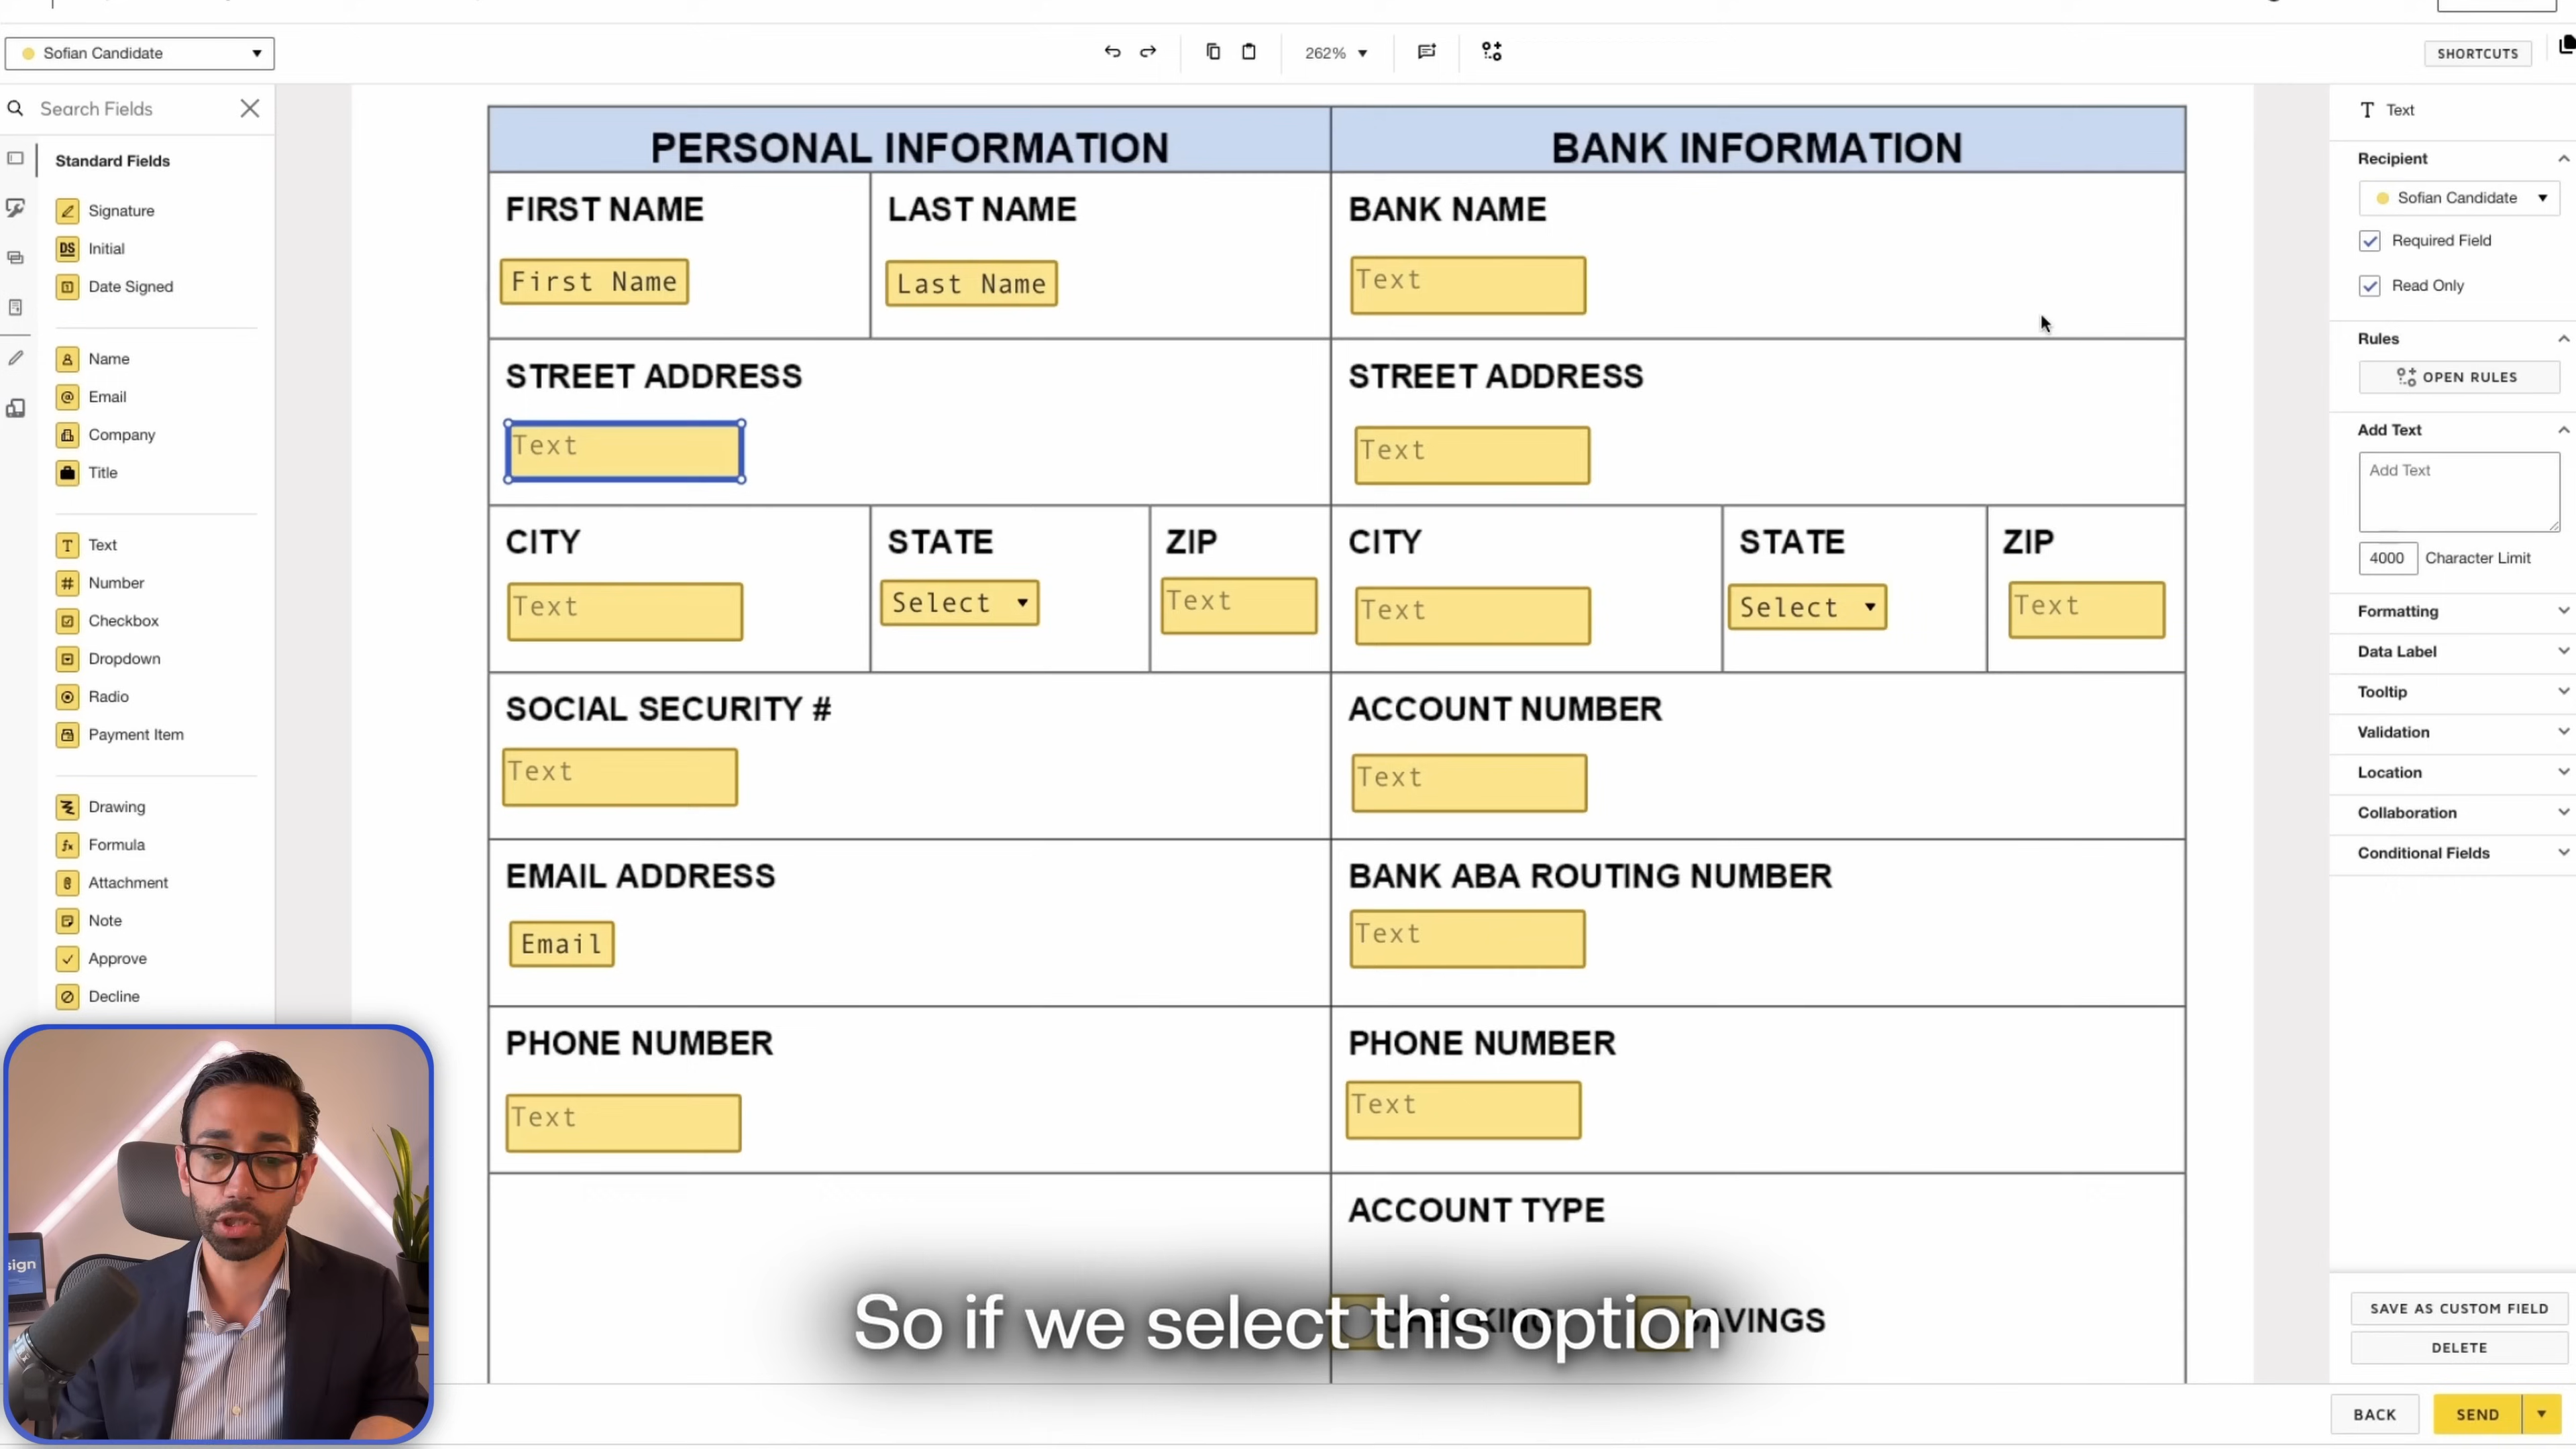 Sofian Candidate
262%
SHORTCUTS
Search Fields
Standard Fields
Signature
DS Initial
Date Signed
Name
Email
Company
Title
Text
Number
Checkbox
Dropdown
Radio
Payment Item
Drawing
Formula
Attachment
Note
Approve
Decline
PERSONAL INFORMATION
BANK INFORMATION
FIRST NAME
LAST NAME
BANK NAME
First Name
Last Name
Text
STREET ADDRESS
STREET ADDRESS
Text
Text
CITY
STATE
ZIP
CITY
STATE
ZIP
Text
Select
Text
Text
Select
Text
SOCIAL SECURITY #
ACCOUNT NUMBER
Text
Text
EMAIL ADDRESS
BANK ABA ROUTING NUMBER
Email
Text
PHONE NUMBER
PHONE NUMBER
Text
Text
ACCOUNT TYPE
CHECKING
SAVINGS
So if we select this option
sign
T Text
Recipient
Sofian Candidate
Required Field
Read Only
Rules
OPEN RULES
Add Text
Add Text
4000 Character Limit
Formatting
Data Label
Tooltip
Validation
Location
Collaboration
Conditional Fields
SAVE AS CUSTOM FIELD
DELETE
BACK
SEND